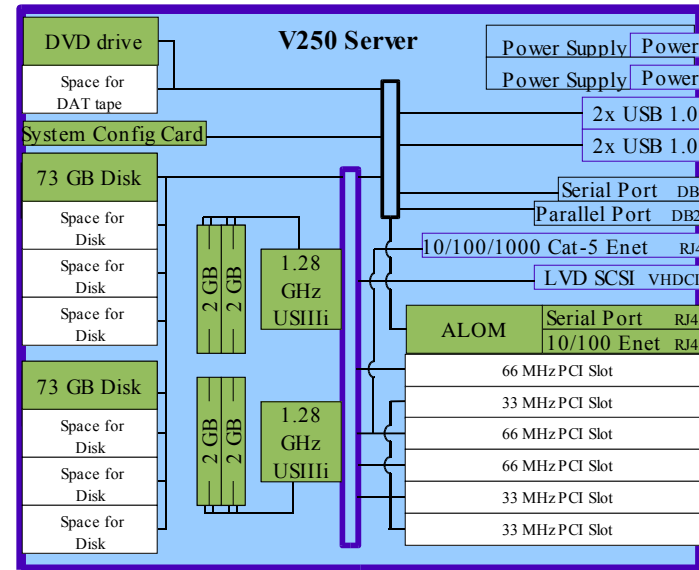 V250 Server
DVD drive
Space for
DAT tape
System Config Card
73 GB Disk
Space for
Disk
Space for
Disk
Space for
Disk
73 GB Disk
Space for
Disk
Space for
Disk
Space for
Disk
2 GB
2 GB
1.28
GHz
USIIIi
2 GB
2 GB
1.28
GHz
USIIIi
Power Supply Power
Power Supply Power
2x USB 1.0
2x USB 1.0
Serial Port DB
Parallel Port DB2
10/100/1000 Cat-5 Enet RJ4
LVD SCSI VHDCI
ALOM
Serial Port RJ4
10/100 Enet RJ4
66 MHz PCI Slot
33 MHz PCI Slot
66 MHz PCI Slot
66 MHz PCI Slot
33 MHz PCI Slot
33 MHz PCI Slot